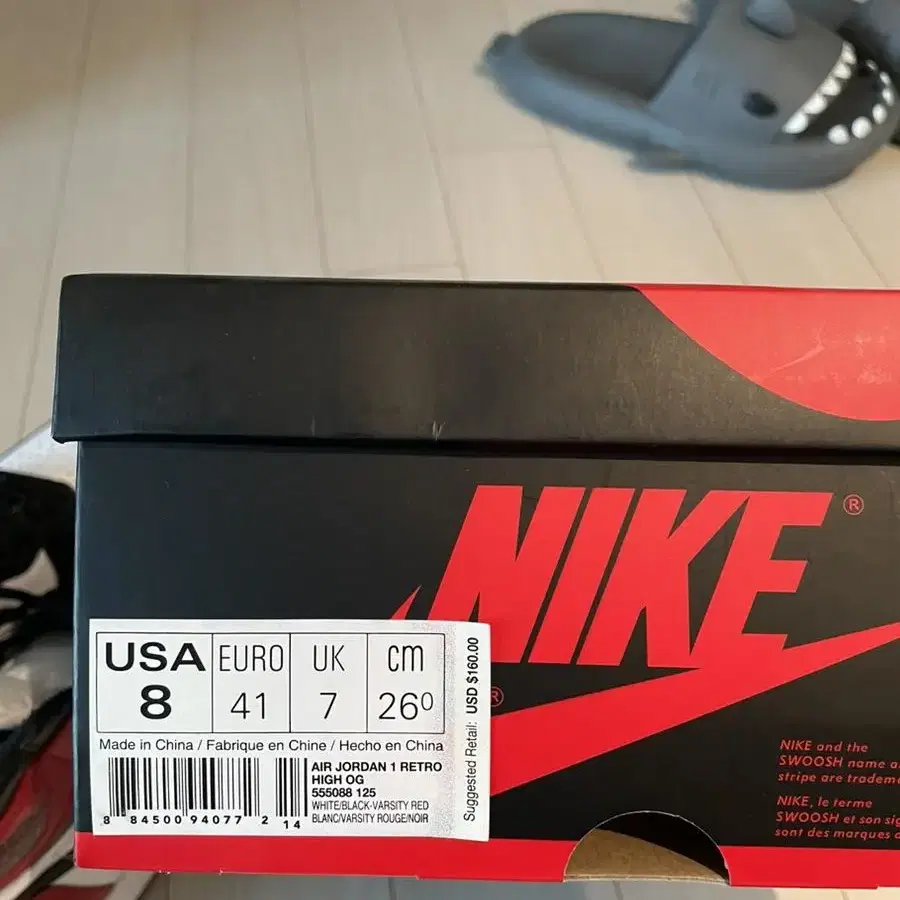 NIKE®
®
USA EURO UK cm
8 41 7 26⁰
Made in China / Fabrique en Chine / Hecho en China
AIR JORDAN 1 RETRO
HIGH OG
555088 125
WHITE/BLACK-VARSITY RED
BLANC/VARSITY ROUGE/NOIR
8 84500 94077 2 14
Suggested Retail: USD $160.00
NIKE and the
SWOOSH name
stripe are
NIKE, le terme
SWOOSH et son
sont des marques